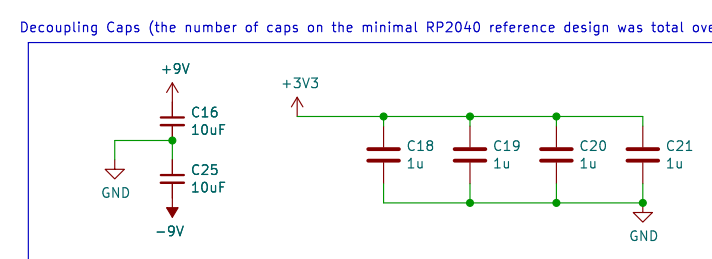 Decoupling Caps (the number of caps on the minimal RP2040 reference design was total
+9V
C16
10uF
C25
10uF
GND
-9V
+3V3
C18
1u
C19
1u
C20
1u
C21
1u
GND